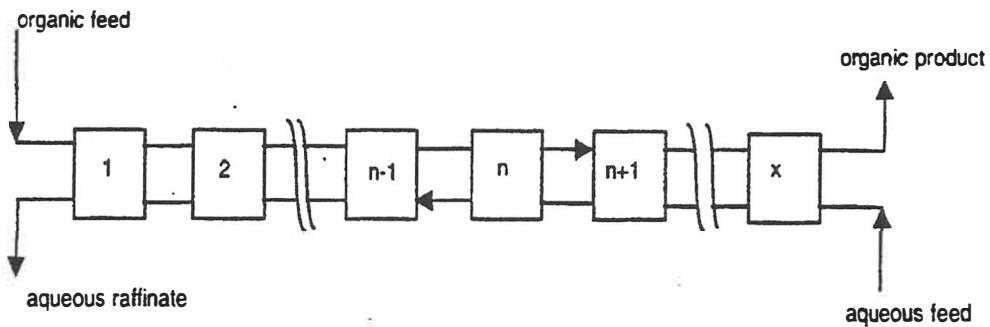 organic feed
organic product
1
2
n-1
n
n+1
x
aqueous raffinate
aqueous feed